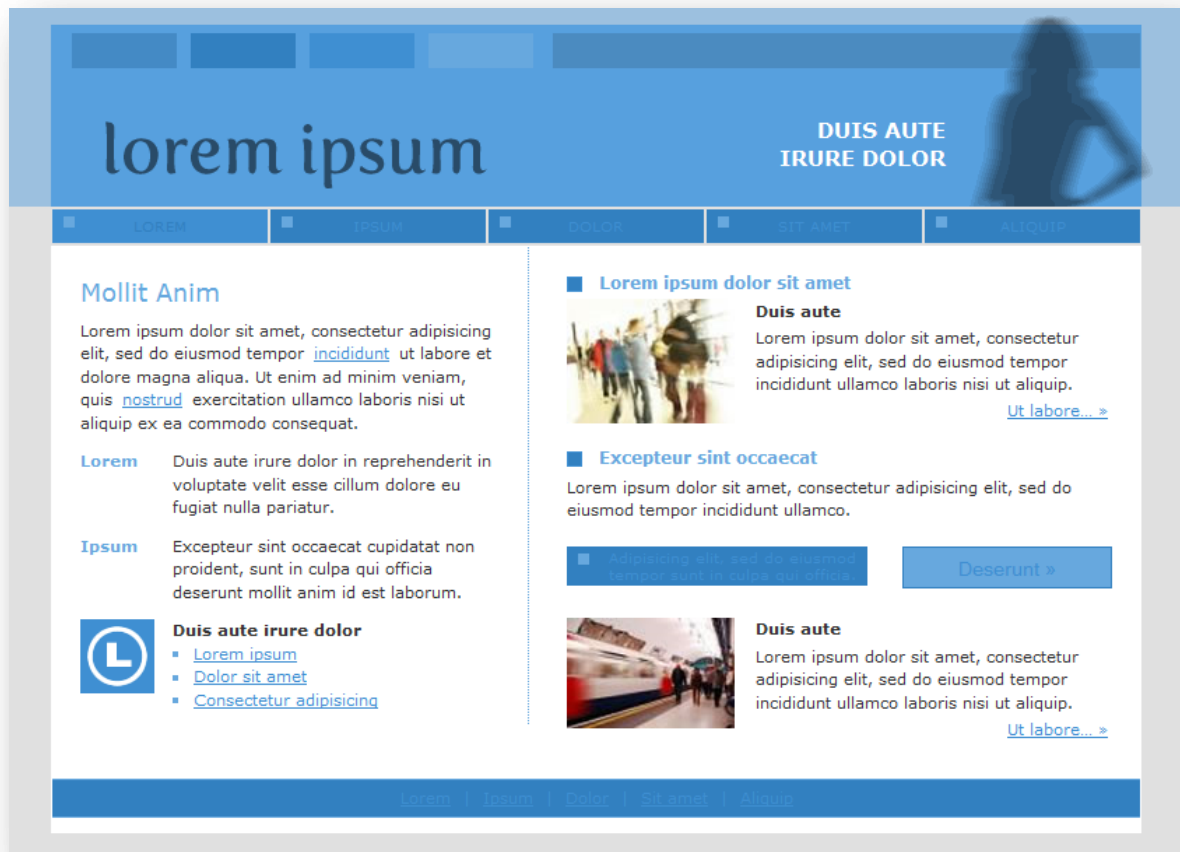 lorem ipsum
DUIS AUTE
IRURE DOLOR
LOREM
IPSUM
DOLOR
SIT AMET
ALIQUIP
Mollit Anim
Lorem ipsum dolor sit amet, consectetur adipisicing
elit, sed do eiusmod tempor incididunt ut labore et
dolore magna aliqua. Ut enim ad minim veniam,
quis nostrud exercitation ullamco laboris nisi ut
aliquip ex ea commodo consequat.
Lorem Duis aute irure dolor in reprehenderit in
voluptate velit esse cillum dolore eu
fugiat nulla pariatur.
Ipsum Excepteur sint occaecat cupidatat non
proident, sunt in culpa qui officia
deserunt mollit anim id est laborum.
Duis aute irure dolor
Lorem ipsum
Dolor sit amet
Consectetur adipisicing
Lorem ipsum dolor sit amet
Duis aute
Lorem ipsum dolor sit amet, consectetur
adipisicing elit, sed do eiusmod tempor
incididunt ullamco laboris nisi ut aliquip.
Ut labore... »
Excepteur sint occaecat
Lorem ipsum dolor sit amet, consectetur adipisicing elit, sed do
eiusmod tempor incididunt ullamco.
Adipisicing elit, sed do eiusmod
tempor sunt in culpa qui officia.
Deserunt »
Duis aute
Lorem ipsum dolor sit amet, consectetur
adipisicing elit, sed do eiusmod tempor
incididunt ullamco laboris nisi ut aliquip.
Ut labore... »
Lorem | Ipsum | Dolor | Sit amet | Aliquip